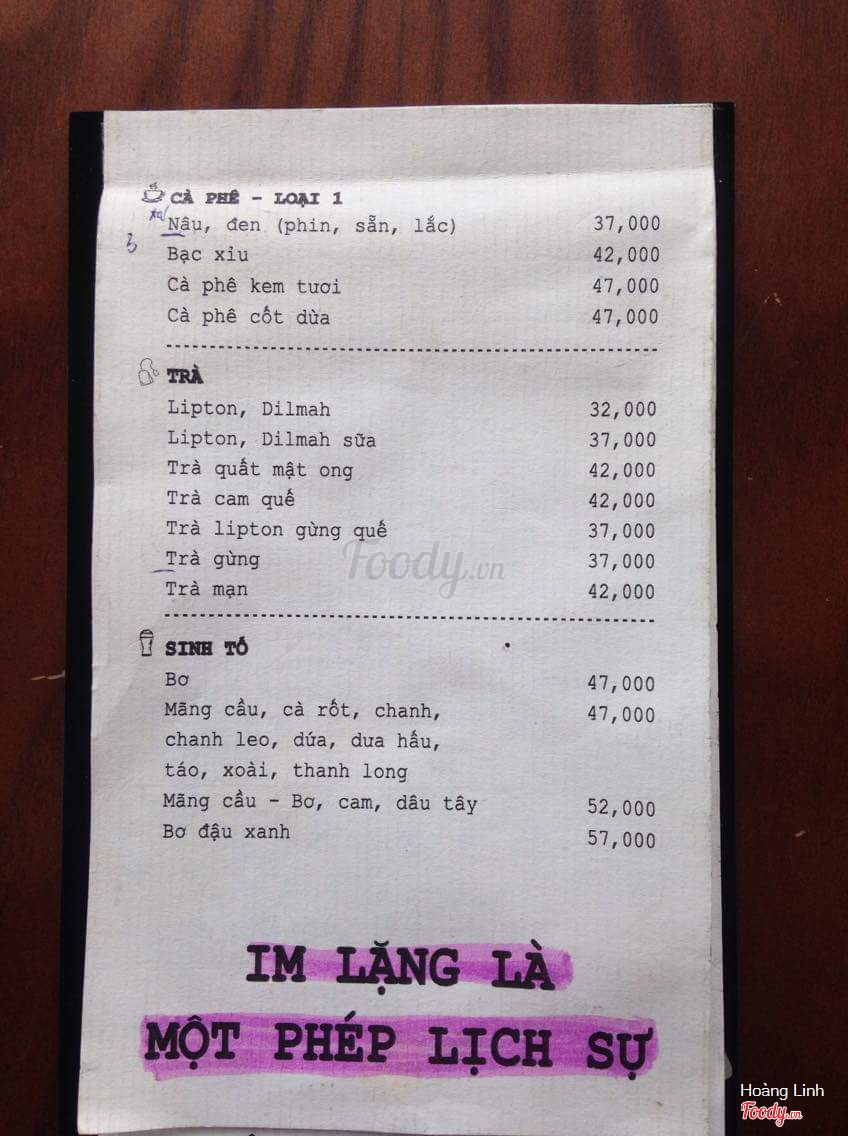 CÀ PHÊ - LOẠI 1
Nâu, đen (phin, sẵn, lắc) 37,000
Bạc xỉu 42,000
Cà phê kem tươi 47,000
Cà phê cốt dừa 47,000
TRÀ
Lipton, Dilmah 32,000
Lipton, Dilmah sữa 37,000
Trà quất mật ong 42,000
Trà cam quế 42,000
Trà lipton gừng quế 37,000
Trà gừng 37,000
Trà mạn 42,000
Foody.vn
SINH TỐ
Bơ 47,000
Mãng cầu, cà rốt, chanh, 47,000
chanh leo, dứa, dưa hấu,
táo, xoài, thanh long
Mãng cầu - Bơ, cam, dâu tây 52,000
Bơ đậu xanh 57,000
IM LẶNG LÀ
MỘT PHÉP LỊCH SỰ
Hoàng Linh
Foody.vn